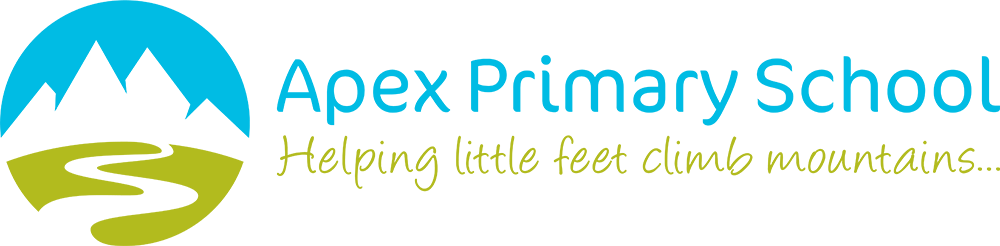 Apex Primary School
Helping little feet climb mountains...